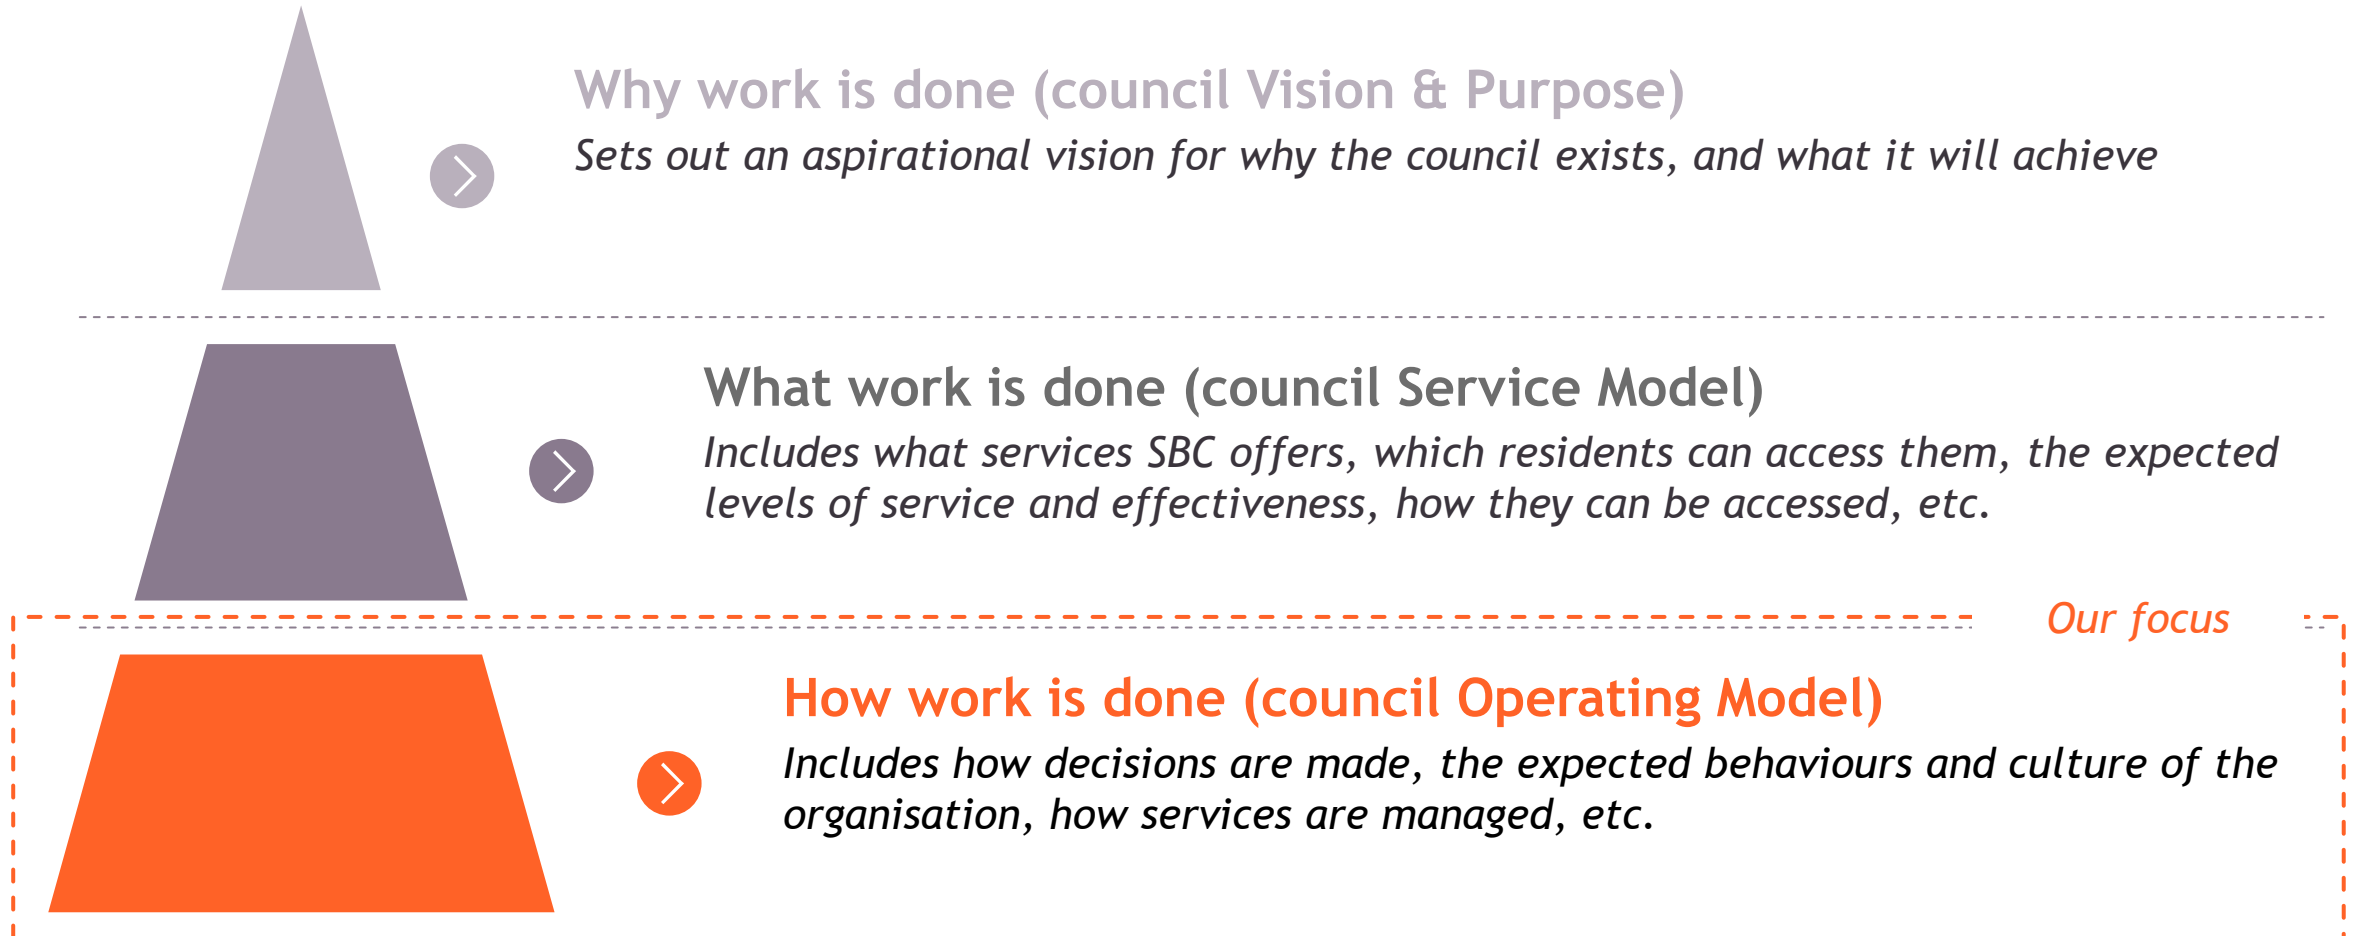 Why work is done (council Vision & Purpose)
Sets out an aspirational vision for why the council exists, and what it will achieve
What work is done (council Service Model)
Includes what services SBC offers, which residents can access them, the expected
levels of service and effectiveness, how they can be accessed, etc.
Our focus
How work is done (council Operating Model)
Includes how decisions are made, the expected behaviours and culture of the
organisation, how services are managed, etc.